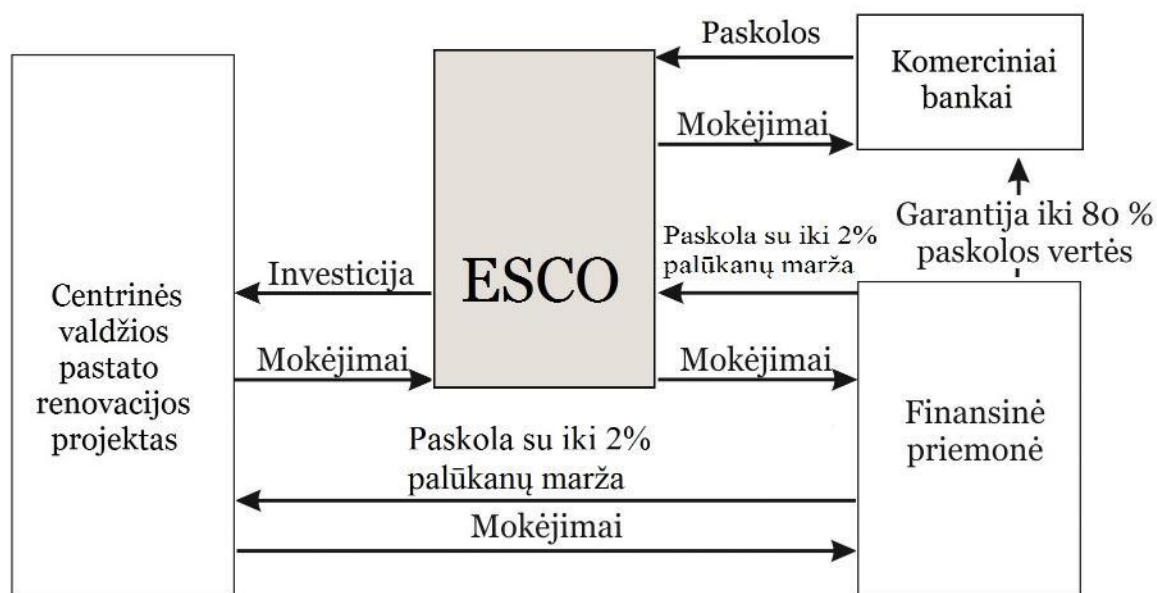 Paskolos
Komerciniai
bankai
Mokėjimai
Garantija iki 80 %
paskolos vertės
Paskola su iki 2%
palūkanų marža
Investicija
ESCO
Centrinės
valdžios
pastato
renovacijos
projektas
Mokėjimai
Mokėjimai
Finansinė
priemonė
Paskola su iki 2%
palūkanų marža
Mokėjimai